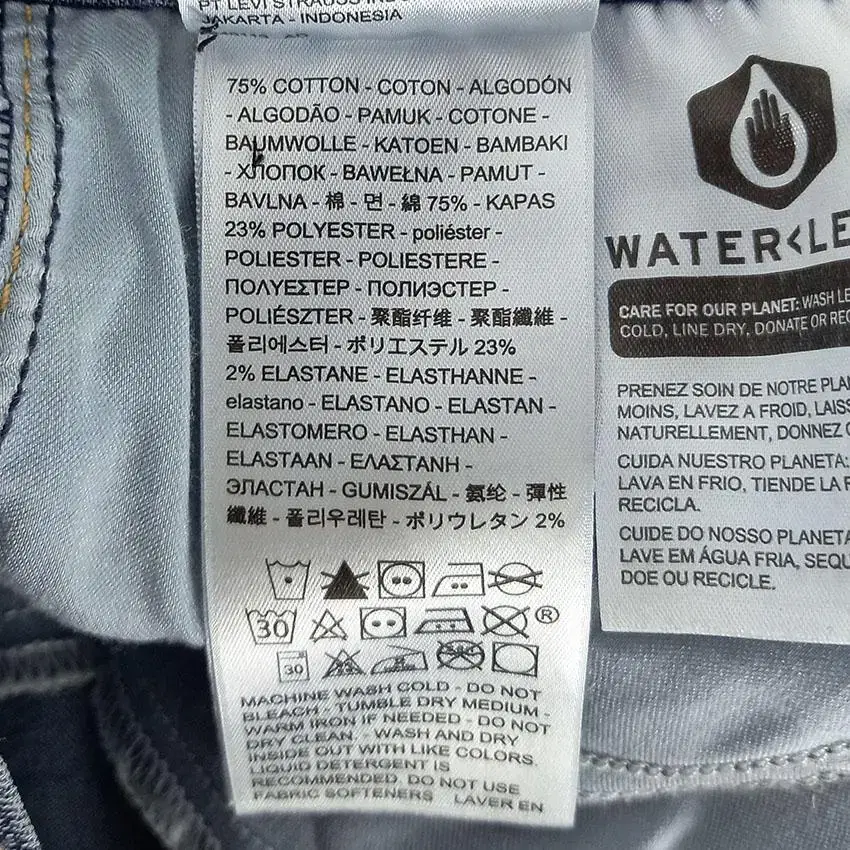 PT LEVI STRAUSS
JAKARTA - INDONESIA
75% COTTON - COTON - ALGODÓN
- ALGODÃO - PAMUK - COTONE -
BAUMWOLLE - KATOEN - BAMBAKI
- ХЛОПОК - BAWEŁNA - PAMUT -
BAVLNA - 棉 - 면 - 綿 75% - KAPAS
23% POLYESTER - poliéster -
POLIESTER - POLIESTERE -
ΠΟΛΥΕΣΤΕΡ - ПОЛИЭСТЕР -
POLIÉSZTER - 聚酯纤维 - 聚酯纖維 -
폴리에스터 - ポリエステル 23%
2% ELASTANE - ELASTHANNE -
elastano - ELASTANO - ELASTAN -
ELASTOMERO - ELASTHAN -
ELASTAAN - ΕΛΑΣΤΑΝΗ -
ЭЛАСТАН - GUMISZÁL - 氨纶 - 彈性
纖維 - 폴리우레탄 - ポリウレタン 2%
30
®
30
MACHINE WASH COLD - DO NOT
BLEACH - TUMBLE DRY MEDIUM -
WARM IRON IF NEEDED - DO NOT
DRY CLEAN. - WASH AND DRY
INSIDE OUT WITH LIKE COLORS.
LIQUID DETERGENT IS
RECOMMENDED. DO NOT USE
FABRIC SOFTENERS LAVER EN
WATER<LE
CARE FOR OUR PLANET: WASH LE
COLD, LINE DRY, DONATE OR REC
PRENEZ SOIN DE NOTRE PLA
MOINS, LAVEZ A FROID, LAISS
NATURELLEMENT, DONNEZ
CUIDA NUESTRO PLANETA:
LAVA EN FRIO, TIENDE LA
RECICLA.
CUIDE DO NOSSO PLANETA
LAVE EM ÁGUA FRIA, SEQU
DOE OU RECICLE.